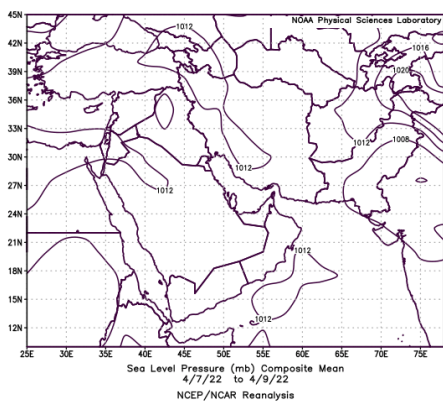 NOAA Physical Sciences Laboratory
45N
42N
39N
36N
33N
30N
27N
24N
21N
18N
15N
12N
1012
1016
1020
1012
1008
1012
1012
1012
1012
25E 30E 35E 40E 45E 50E 55E 60E 65E 70E 75E
Sea Level Pressure (mb) Composite Mean
4/7/22 to 4/9/22
NCEP/NCAR Reanalysis